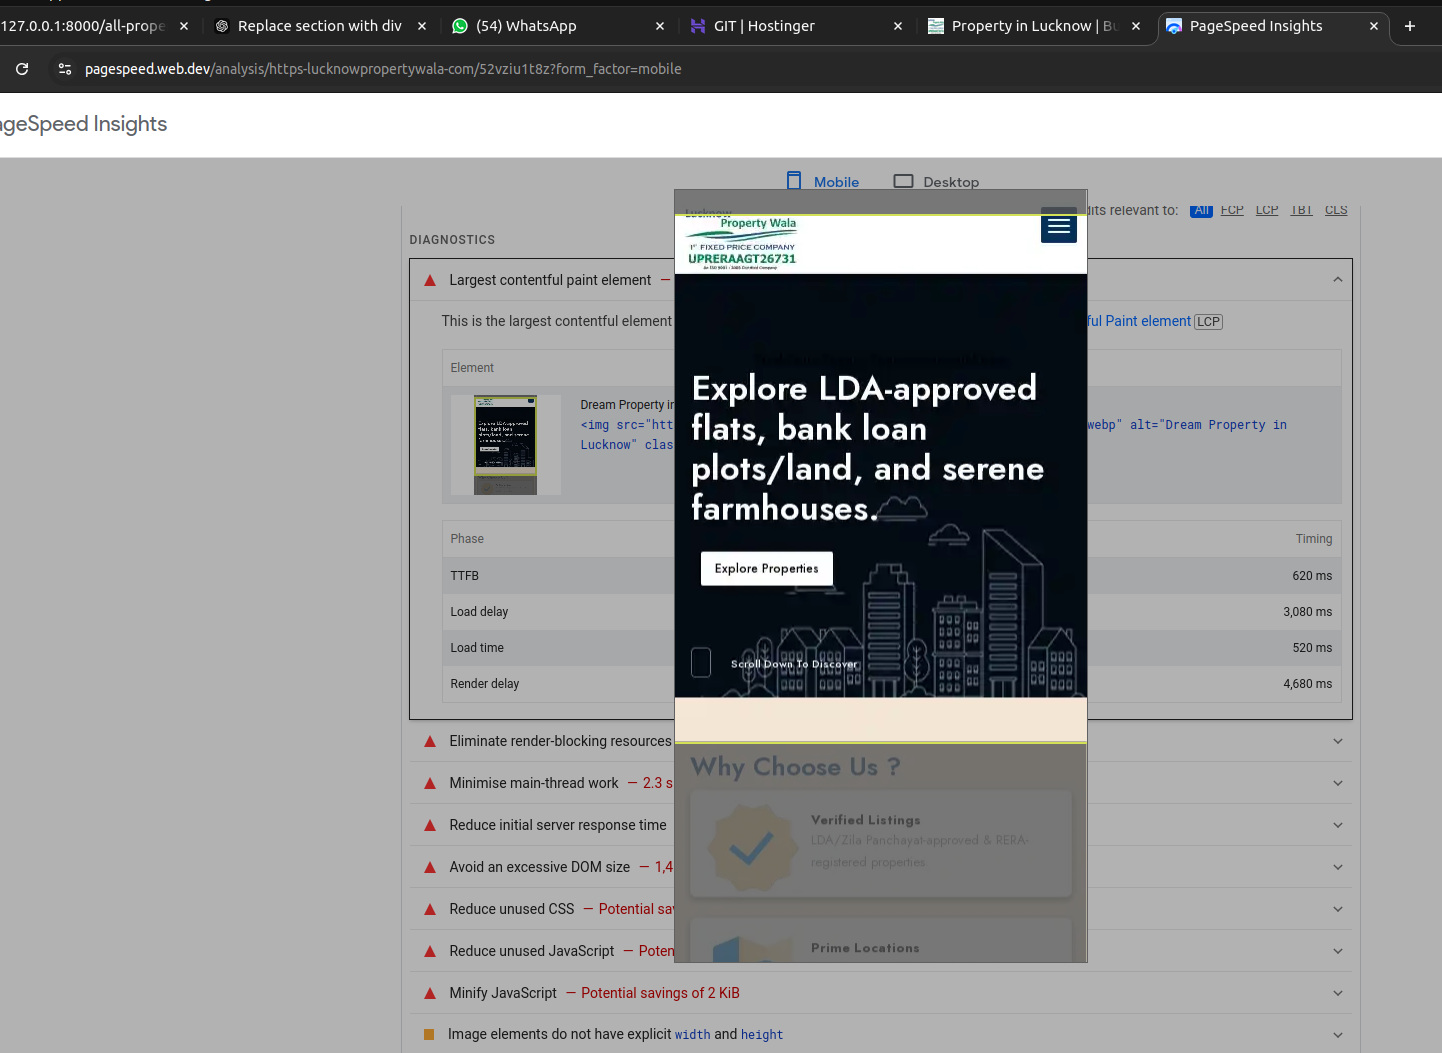 127.0.0.1:8000/all-prope
Replace section with div
(54) WhatsApp
GIT | Hostinger
Property in Lucknow | Bu
PageSpeed Insights
pagespeed.web.dev/analysis/https-lucknowpropertywala-com/52vziu1t8z?form_factor=mobile
ageSpeed Insights
Mobile
Desktop
dits relevant to:
All
FCP
LCP
TBT
CLS
DIAGNOSTICS
Largest contentful paint element —
This is the largest contentful element
ful Paint element LCP
Element
Dream Property in
<img src="htt
webp" alt="Dream Property in
Lucknow" clas
Phase
Timing
TTFB
620 ms
Load delay
3,080 ms
Load time
520 ms
Render delay
4,680 ms
Eliminate render-blocking resources
Minimise main-thread work — 2.3 s
Reduce initial server response time
Avoid an excessive DOM size — 1,4
Reduce unused CSS — Potential sav
Reduce unused JavaScript — Poten
Minify JavaScript — Potential savings of 2 KiB
Image elements do not have explicit width and height
Lucknow
Property Wala
1st FIXED PRICE COMPANY
UPRERAAGT26731
Explore LDA-approved
flats, bank loan
plots/land, and serene
farmhouses.
Explore Properties
Scroll Down To Discover
Why Choose Us ?
Verified Listings
LDA/Zila Panchayat-approved & RERA-
registered properties.
Prime Locations